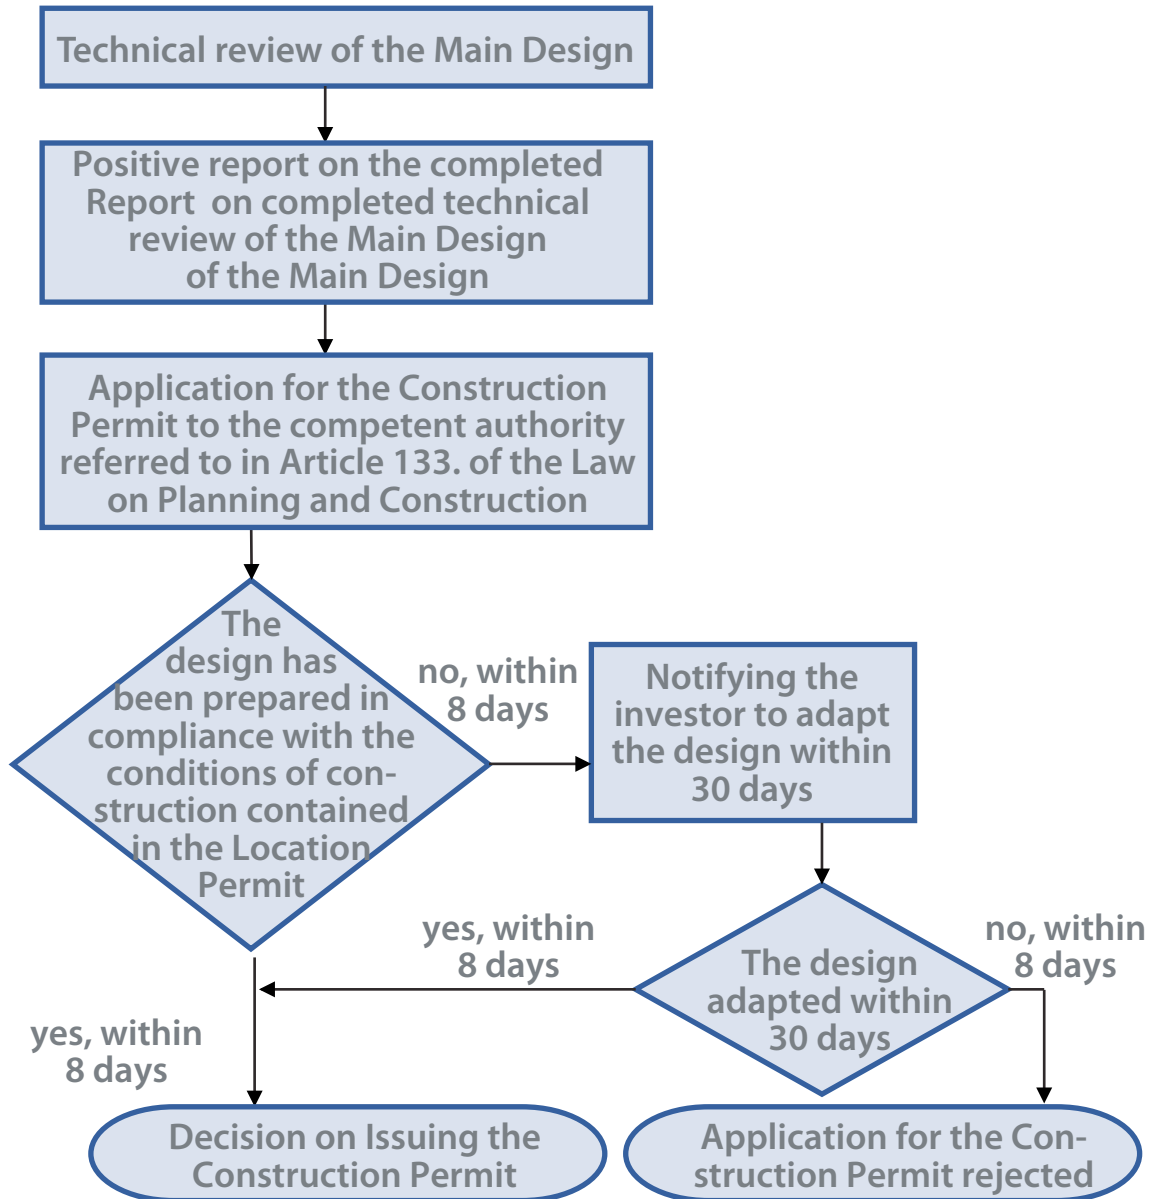 Technical review of the Main Design
Positive report on the completed
Report on completed technical
review of the Main Design
of the Main Design
Application for the Construction
Permit to the competent authority
referred to in Article 133. of the Law
on Planning and Construction
The
design has
been prepared in
compliance with the
conditions of con-
struction contained
in the Location
Permit
no, within
8 days
Notifying the
investor to adapt
the design within
30 days
yes, within
8 days
The design
adapted within
30 days
no, within
8 days
yes, within
8 days
Decision on Issuing the
Construction Permit
Application for the Con-
struction Permit rejected